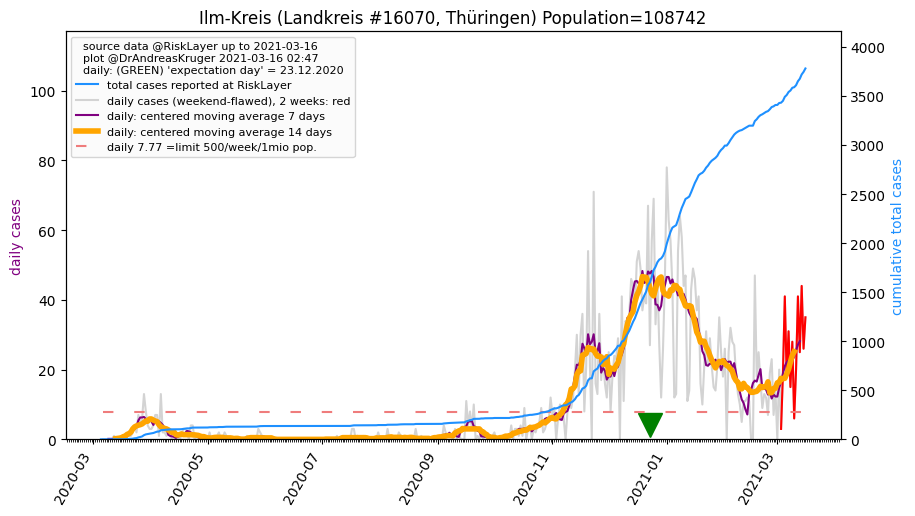 Ilm-Kreis (Landkreis #16070, Thüringen) Population=108742
source data @RiskLayer up to 2021-03-16
plot @DrAndreasKruger 2021-03-16 02:47
daily: (GREEN) 'expectation day' = 23.12.2020
total cases reported at RiskLayer
daily cases (weekend-flawed), 2 weeks: red
daily: centered moving average 7 days
daily: centered moving average 14 days
daily 7.77 =limit 500/week/1mio pop.
daily cases
100
80
60
40
20
0
cumulative total cases
4000
3500
3000
2500
2000
1500
1000
500
0
2020-03
2020-05
2020-07
2020-09
2020-11
2021-01
2021-03